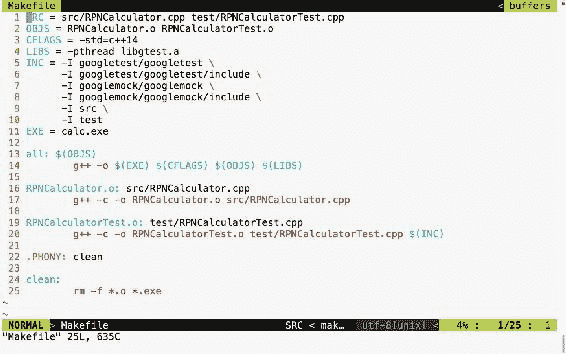 Makefile < buffers
1 SRC = src/RPNCalculator.cpp test/RPNCalculatorTest.cpp
2 OBJS = RPNCalculator.o RPNCalculatorTest.o
3 CFLAGS = -std=c++14
4 LIBS = -pthread libgtest.a
5 INC = -I googletest/googletest \
6 -I googletest/googletest/include \
7 -I googlemock/googlemock \
8 -I googlemock/googlemock/include \
9 -I src \
10 -I test
11 EXE = calc.exe
12
13 all: $(OBJS)
14 g++ -o $(EXE) $(CFLAGS) $(OBJS) $(LIBS)
15
16 RPNCalculator.o: src/RPNCalculator.cpp
17 g++ -c -o RPNCalculator.o src/RPNCalculator.cpp
18
19 RPNCalculatorTest.o: test/RPNCalculatorTest.cpp
20 g++ -c -o RPNCalculatorTest.o test/RPNCalculatorTest.cpp $(INC)
21
22 .PHONY: clean
23
24 clean:
25 rm -f *.o *.exe
~
~
NORMAL > Makefile SRC < mak… utf-8[unix] < 4% : 1/25 : 1
"Makefile" 25L, 635C